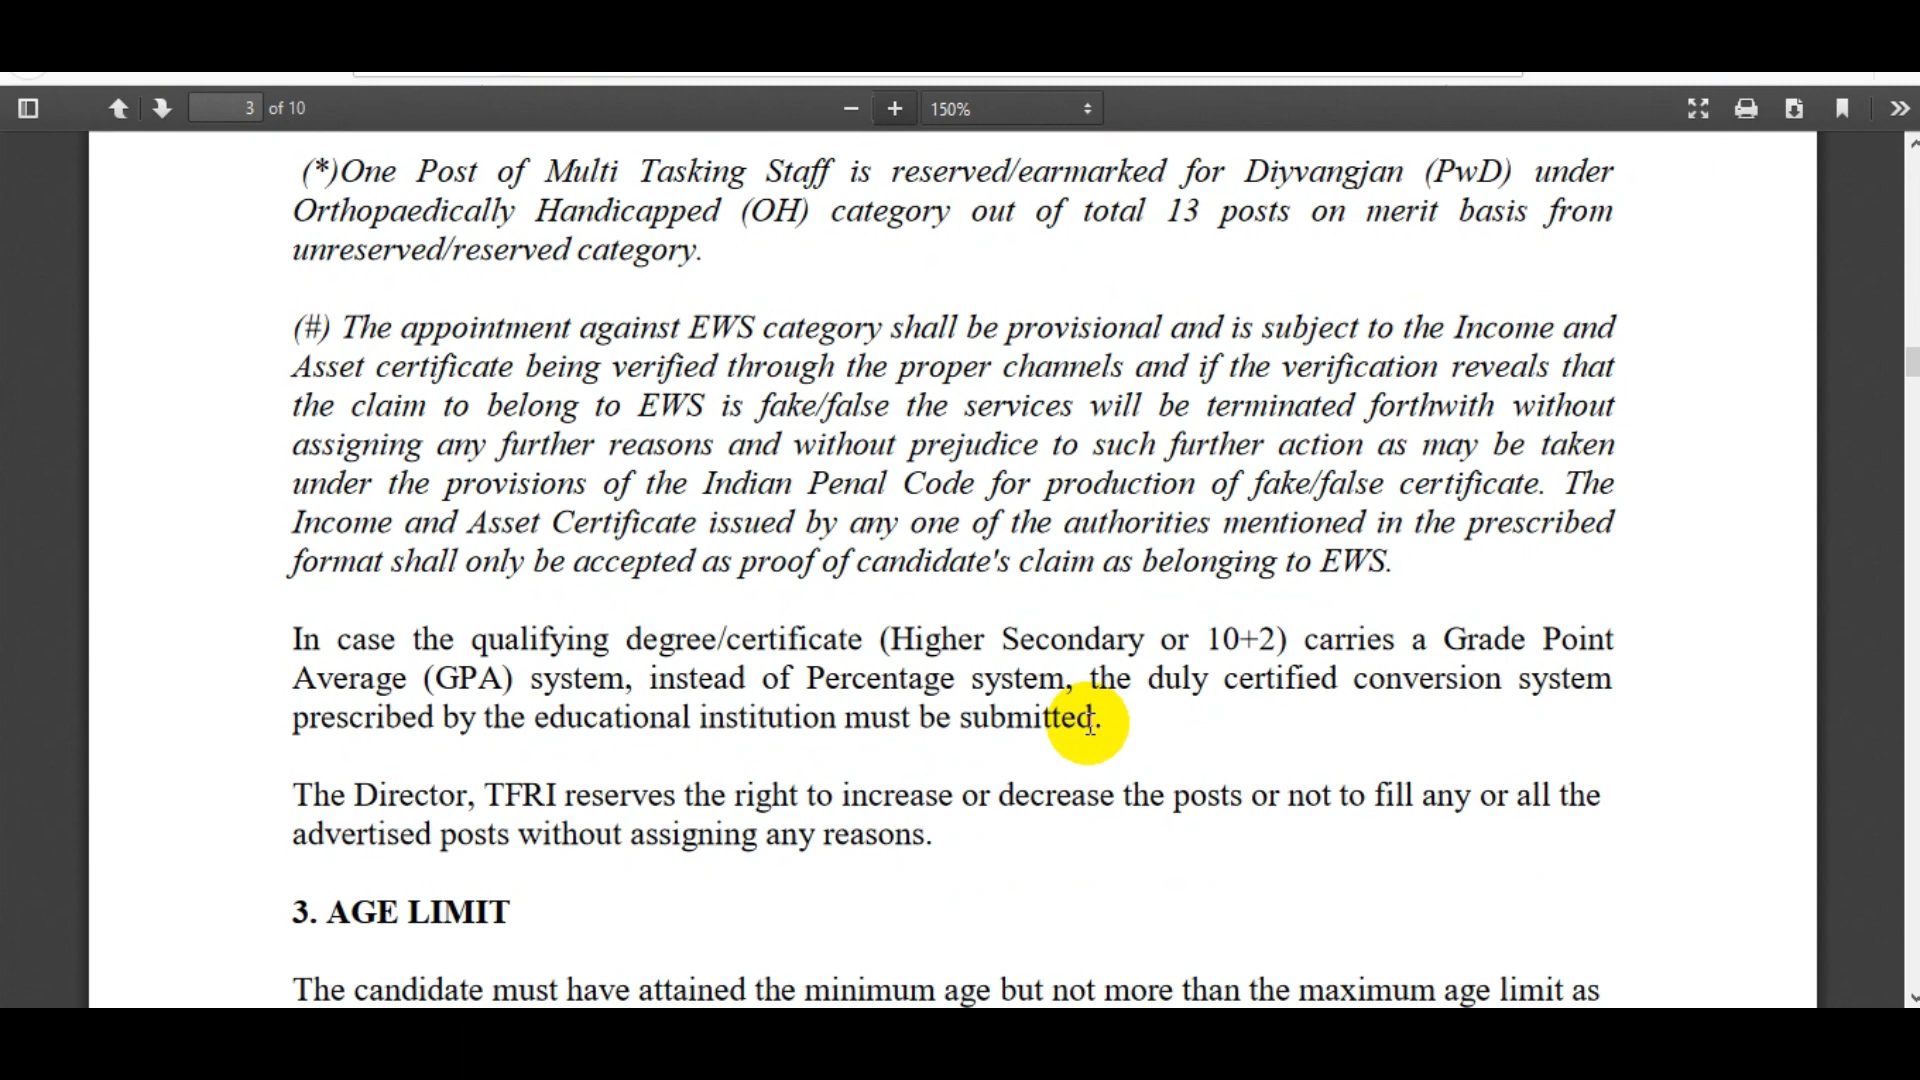 3 of 10
150%
(*)One Post of Multi Tasking Staff is reserved/earmarked for Diyvangjan (PwD) under
Orthopaedically Handicapped (OH) category out of total 13 posts on merit basis from
unreserved/reserved category.
(#) The appointment against EWS category shall be provisional and is subject to the Income and
Asset certificate being verified through the proper channels and if the verification reveals that
the claim to belong to EWS is fake/false the services will be terminated forthwith without
assigning any further reasons and without prejudice to such further action as may be taken
under the provisions of the Indian Penal Code for production of fake/false certificate. The
Income and Asset Certificate issued by any one of the authorities mentioned in the prescribed
format shall only be accepted as proof of candidate's claim as belonging to EWS.
In case the qualifying degree/certificate (Higher Secondary or 10+2) carries a Grade Point
Average (GPA) system, instead of Percentage system, the duly certified conversion system
prescribed by the educational institution must be submitted.
The Director, TFRI reserves the right to increase or decrease the posts or not to fill any or all the
advertised posts without assigning any reasons.
3. AGE LIMIT
The candidate must have attained the minimum age but not more than the maximum age limit as